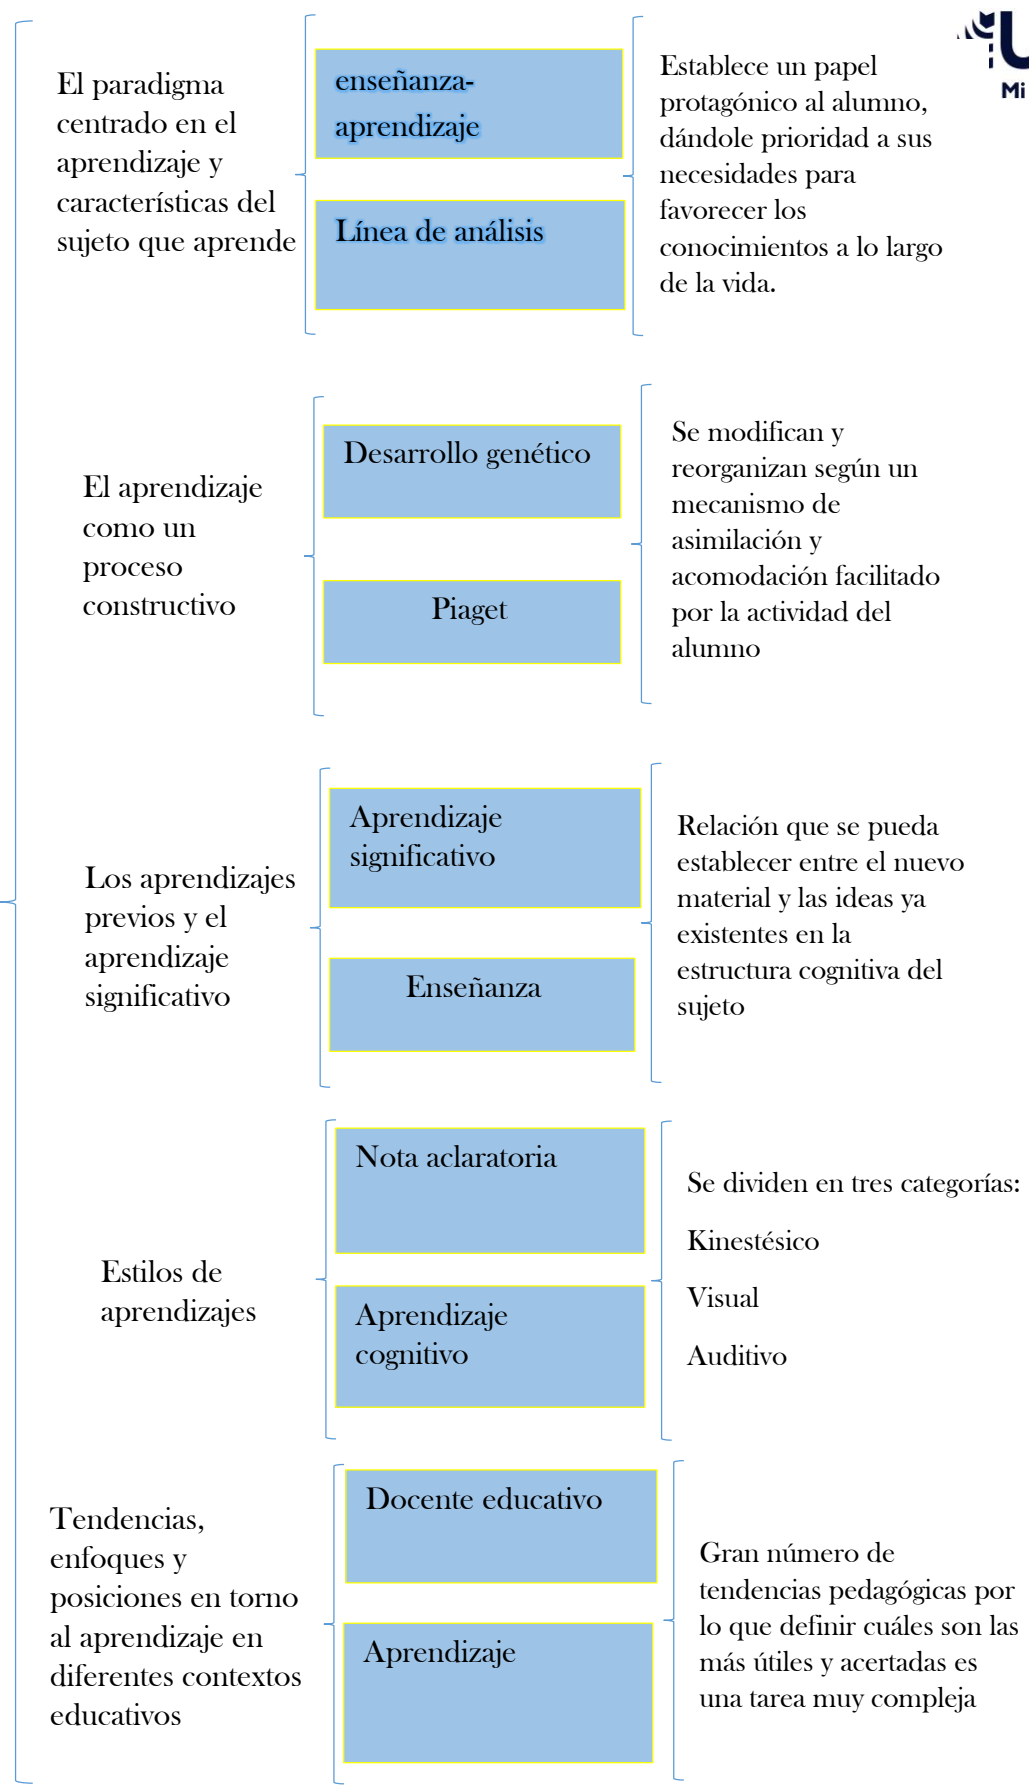 El paradigma
centrado en el
aprendizaje y
características del
sujeto que aprende
enseñanza-
aprendizaje
Línea de análisis
Establece un papel
protagónico al alumno,
dándole prioridad a sus
necesidades para
favorecer los
conocimientos a lo largo
de la vida.
U
Mi
El aprendizaje
como un
proceso
constructivo
Desarrollo genético
Piaget
Se modifican y
reorganizan según un
mecanismo de
asimilación y
acomodación facilitado
por la actividad del
alumno
Los aprendizajes
previos y el
aprendizaje
significativo
Aprendizaje
significativo
Enseñanza
Relación que se pueda
establecer entre el nuevo
material y las ideas ya
existentes en la
estructura cognitiva del
sujeto
Estilos de
aprendizajes
Nota aclaratoria
Aprendizaje
cognitivo
Se dividen en tres categorías:
Kinestésico
Visual
Auditivo
Tendencias,
enfoques y
posiciones en torno
al aprendizaje en
diferentes contextos
educativos
Docente educativo
Aprendizaje
Gran número de
tendencias pedagógicas por
lo que definir cuáles son las
más útiles y acertadas es
una tarea muy compleja